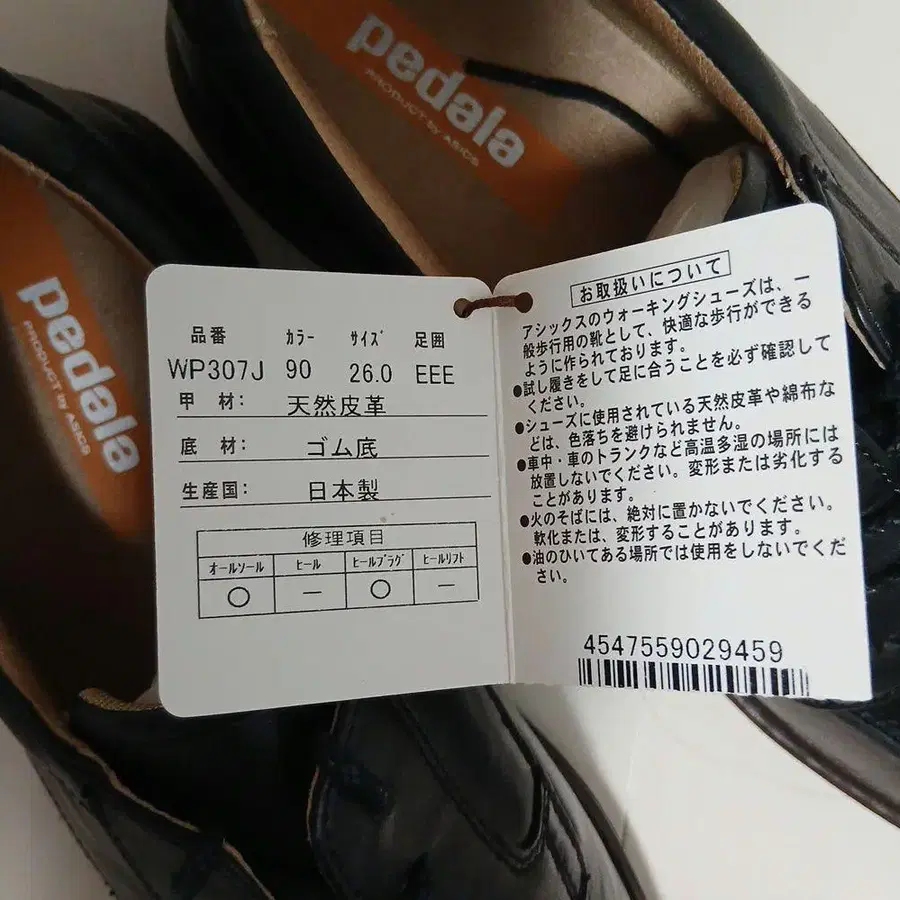 pedala
PRODUCT by ASICS
pedala
PRODUCT by ASICS
品番 カラー サイズ 足囲
WP307J 90 26.0 EEE
甲 材: 天然皮革
底 材: ゴム底
生産国: 日本製
修理項目
オールソール ヒール ヒールプラグ ヒールリフト
○ － ○ －
お取扱いについて
アシックスのウォーキングシューズは、一
般歩行用の靴として、快適な歩行ができる
ように作られております。
●試し履きをして足に合うことを必ず確認して
ください。
●シューズに使用されている天然皮革や綿布な
どは、色落ちを避けられません。
●車中・車のトランクなど高温多湿の場所には
放置しないでください。変形または劣化する
ことがあります。
●火のそばには、絶対に置かないでください。
軟化または、変形することがあります。
●油のひいてある場所では使用をしないでくだ
さい。
4547559029459